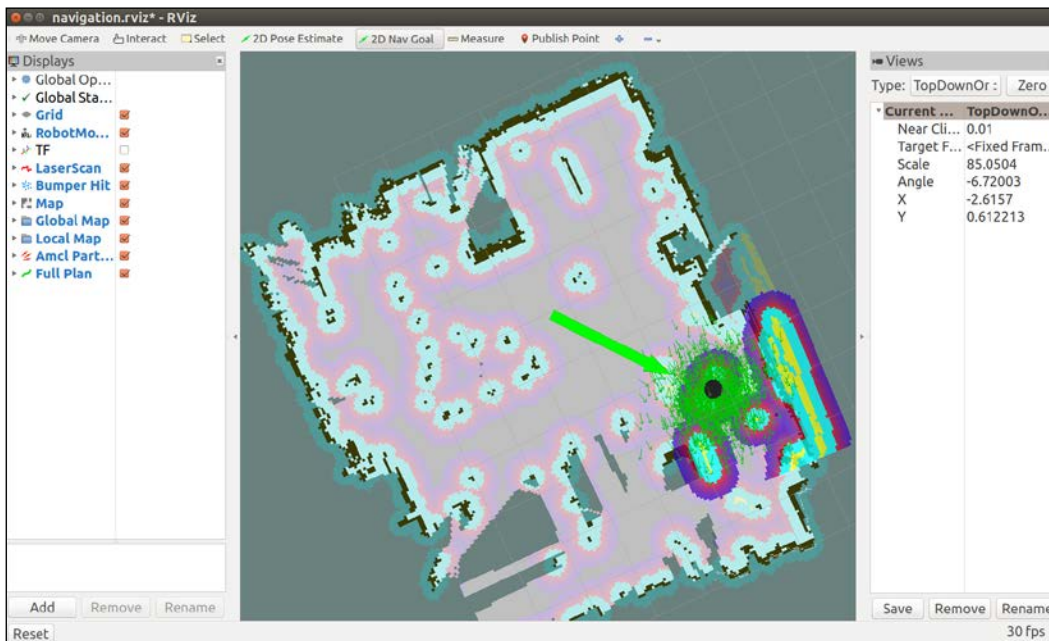 navigation.rviz* - RViz
Move Camera Interact Select 2D Pose Estimate 2D Nav Goal Measure Publish Point
Displays
Global Op...
Global Sta...
Grid
RobotMo...
TF
LaserScan
Bumper Hit
Map
Global Map
Local Map
Amcl Part...
Full Plan
Add Remove Rename
Reset
Views
Type: TopDownOr Zero
Current ... TopDownO...
Near Cli... 0.01
Target F... <Fixed Fram...
Scale 85.0504
Angle -6.72003
X -2.6157
Y 0.612213
Save Remove Rename
30 fps